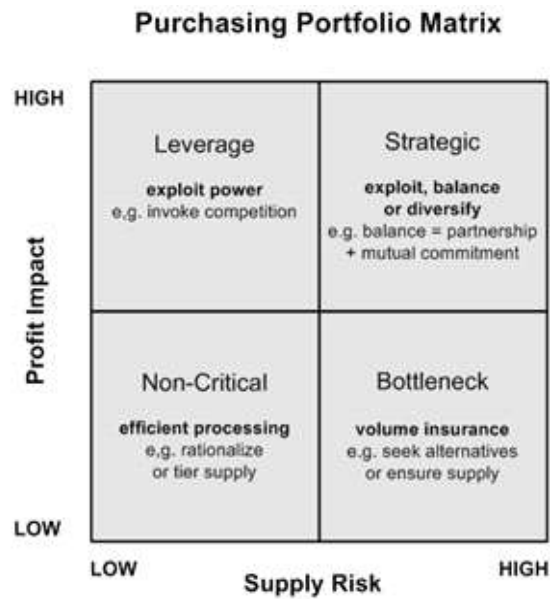 Purchasing Portfolio Matrix
HIGH
Leverage
exploit power
e,g. invoke competition
Strategic
exploit, balance
or diversify
e.g. balance = partnership
+ mutual commitment
Profit Impact
Non-Critical
efficient processing
e,g. rationalize
or tier supply
Bottleneck
volume insurance
e.g. seek alternatives
or ensure supply
LOW
LOW
HIGH
Supply Risk